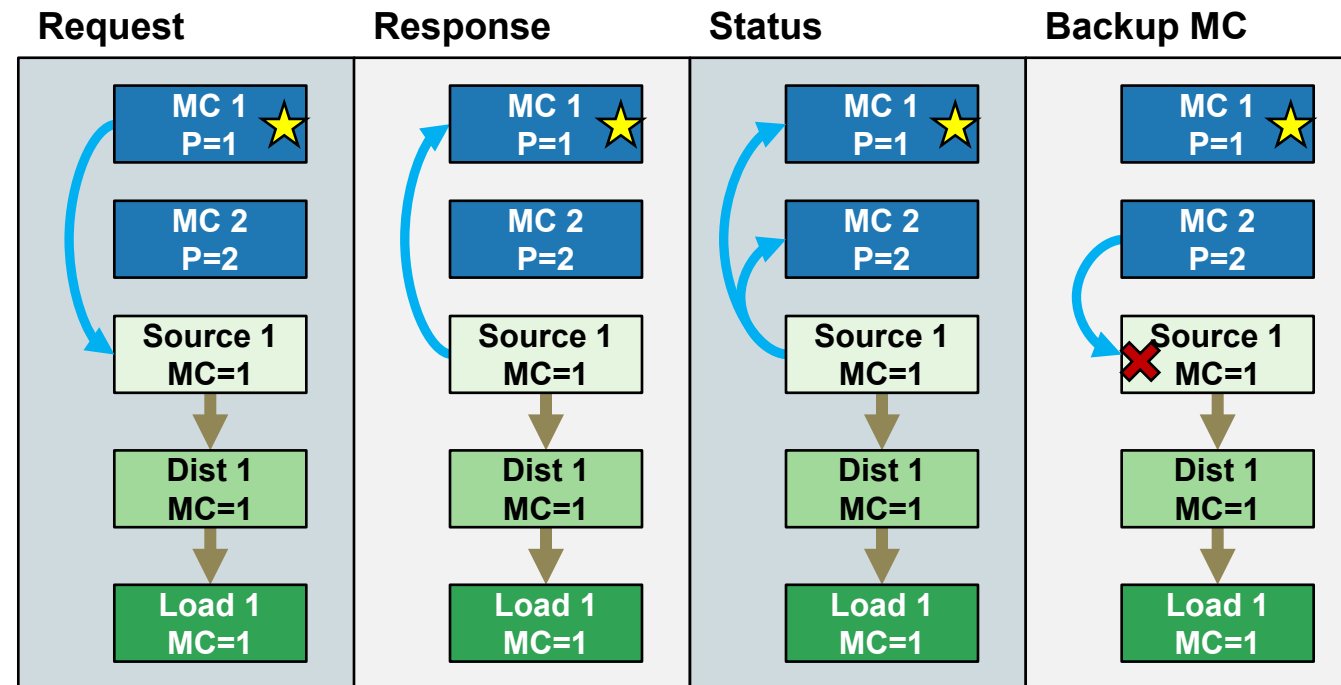 Request
MC 1
P=1
MC 2
P=2
Source 1
MC=1
Dist 1
MC=1
Load 1
MC=1
Response
MC 1
P=1
MC 2
P=2
Source 1
MC=1
Dist 1
MC=1
Load 1
MC=1
Status
MC 1
P=1
MC 2
P=2
Source 1
MC=1
Dist 1
MC=1
Load 1
MC=1
Backup MC
MC 1
P=1
MC 2
P=2
Source 1
MC=1
Dist 1
MC=1
Load 1
MC=1